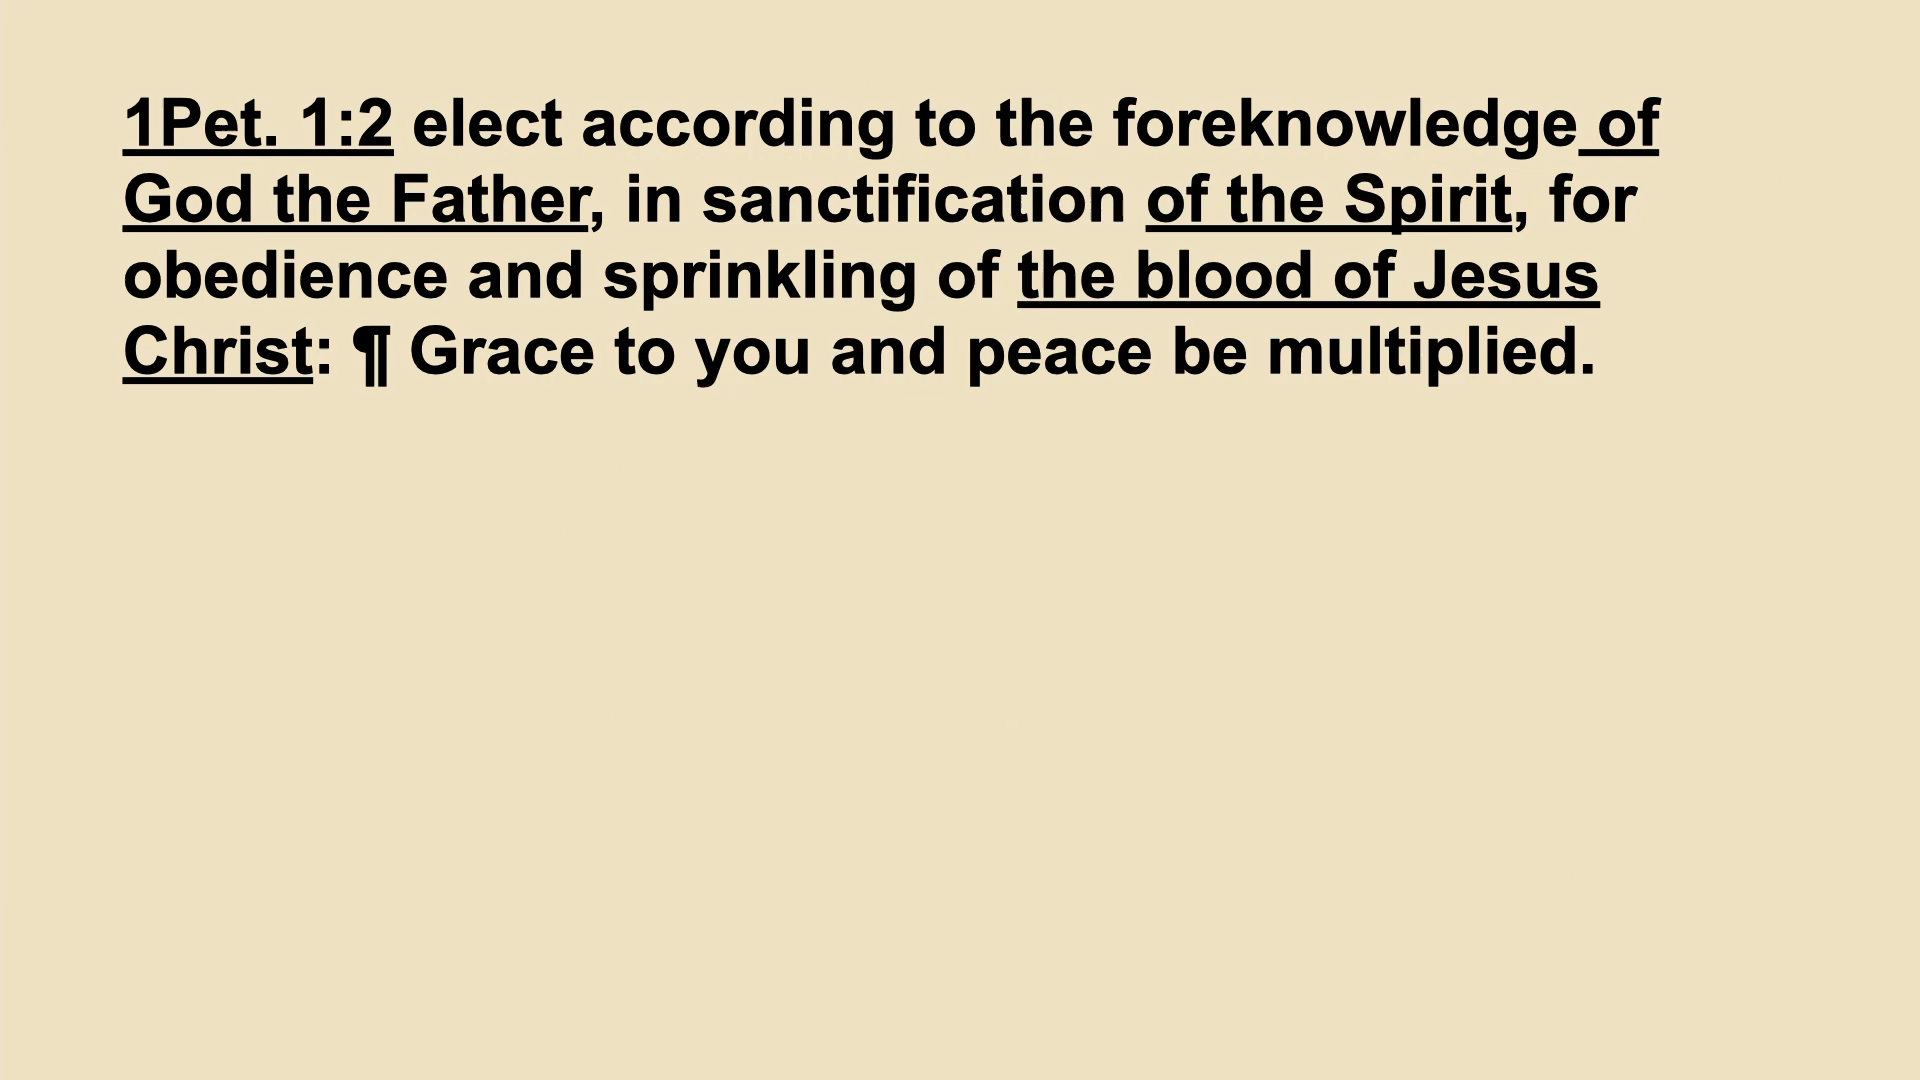 1Pet. 1:2 elect according to the foreknowledge of
God the Father, in sanctification of the Spirit, for
obedience and sprinkling of the blood of Jesus
Christ: ¶ Grace to you and peace be multiplied.